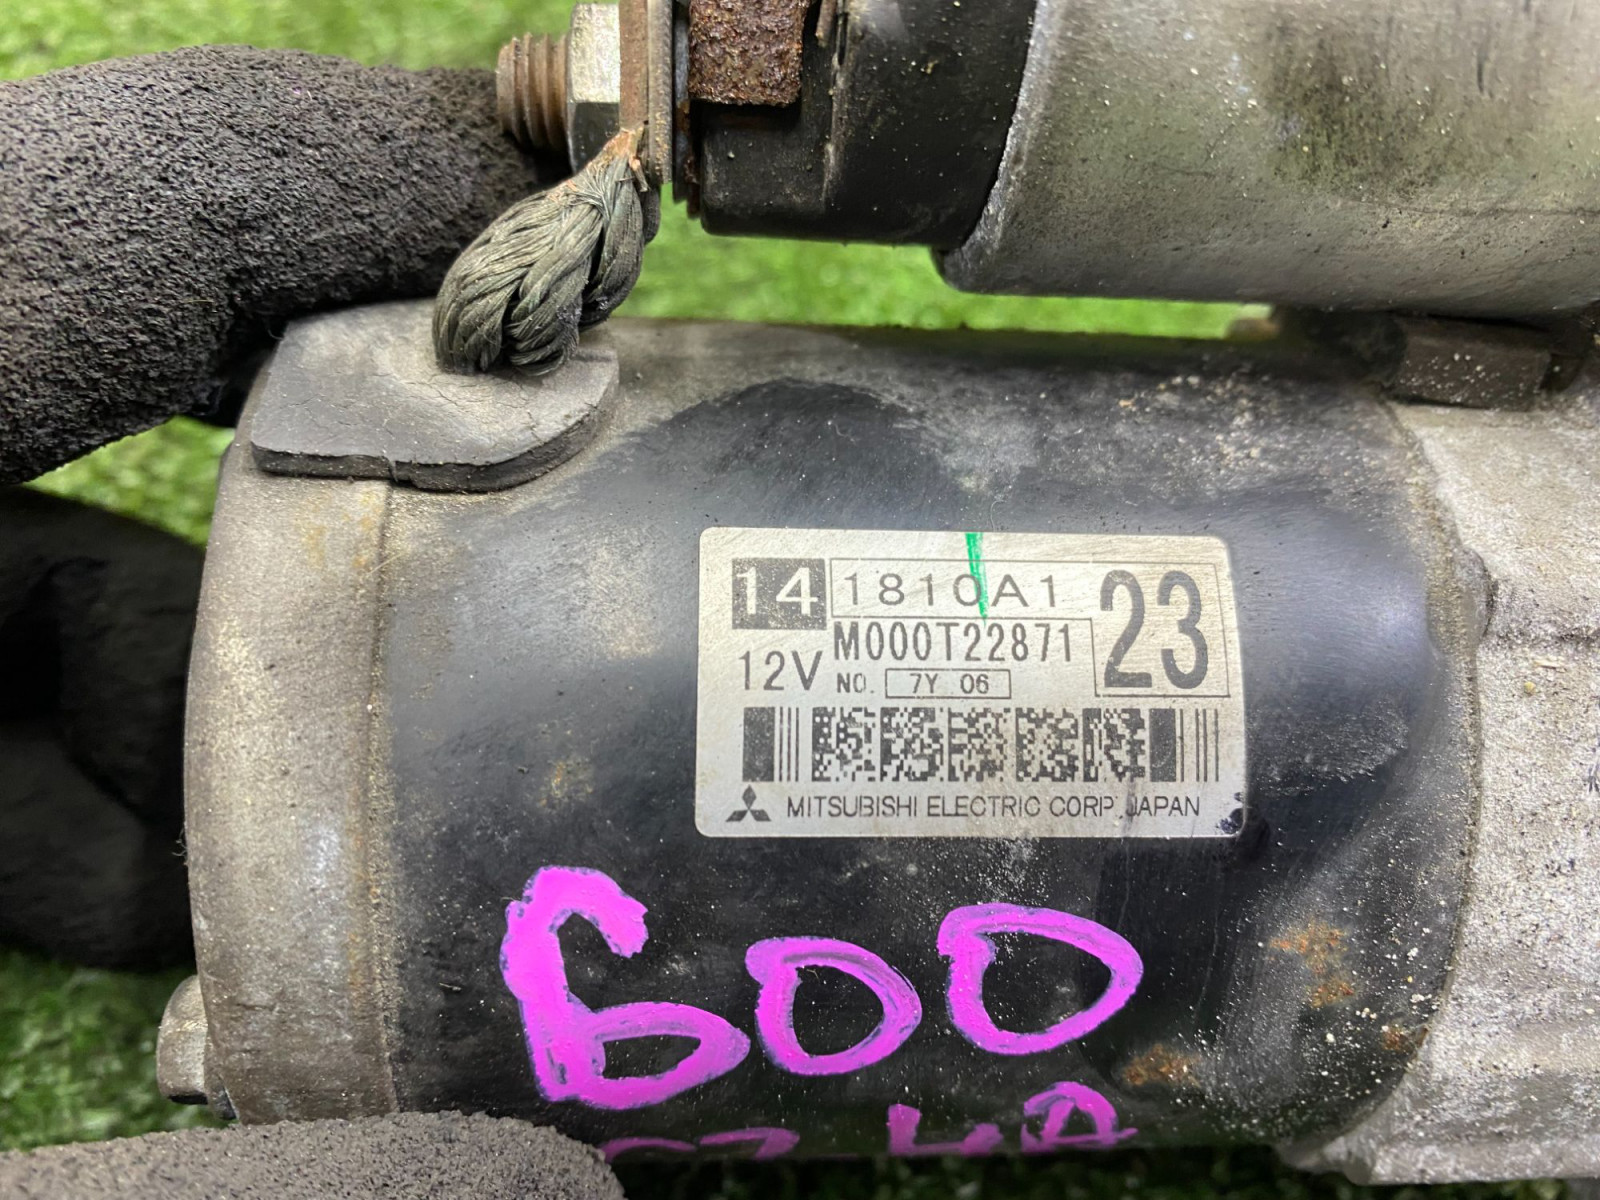 14 1810A1 23
M000T22871
12V NO. 7Y 06
MITSUBISHI ELECTRIC CORP. JAPAN
600